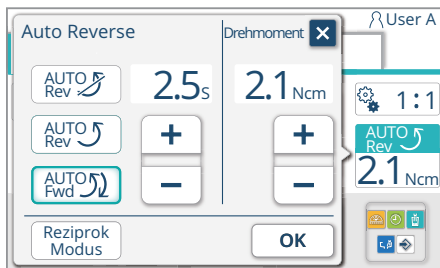 Auto Reverse
Drehmoment
User A
AUTO
Rev
2.5s
2.1Ncm
1:1
AUTO
Rev
+
+
AUTO
Rev
2.1Ncm
AUTO
Fwd
−
−
Reziprok
Modus
OK